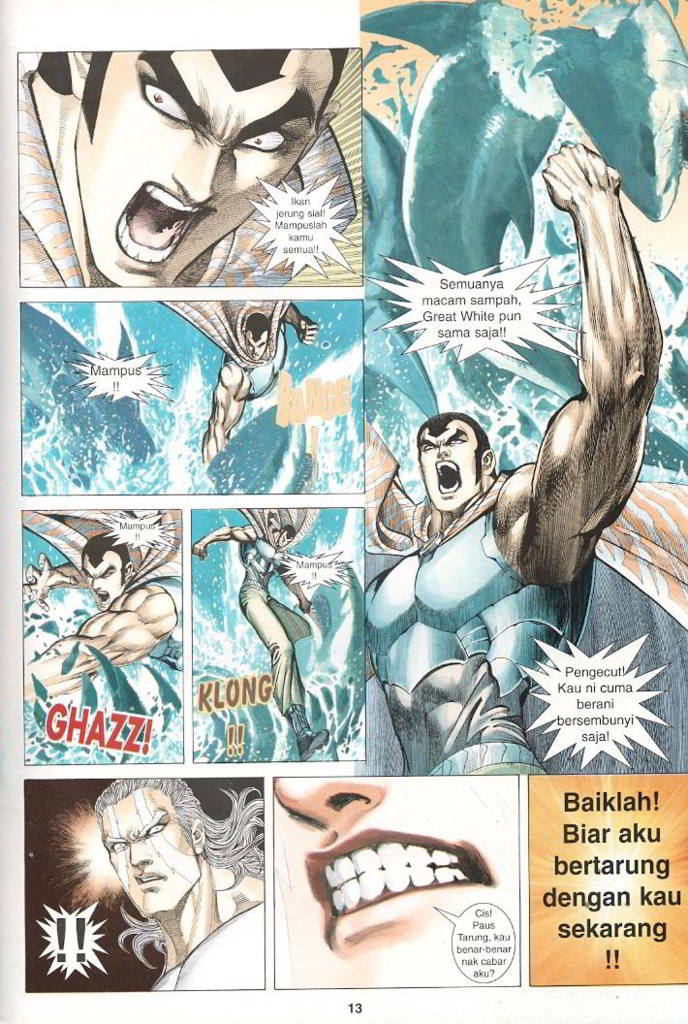 Ikan
jerung sial!
Mampuslah
kamu
semua!!
Semuanya
macam sampah,
Great White pun
sama saja!!
Mampus
!!
BANGG
!
Mampus
!!
GHAZZ!
Mampus
!!
KLONG
!!
Pengecut!
Kau ni cuma
berani
bersembunyi
saja!
!!
Cis!
Paus
Tarung, kau
benar-benar
nak cabar
aku?
Baiklah!
Biar aku
bertarung
dengan kau
sekarang
!!
13